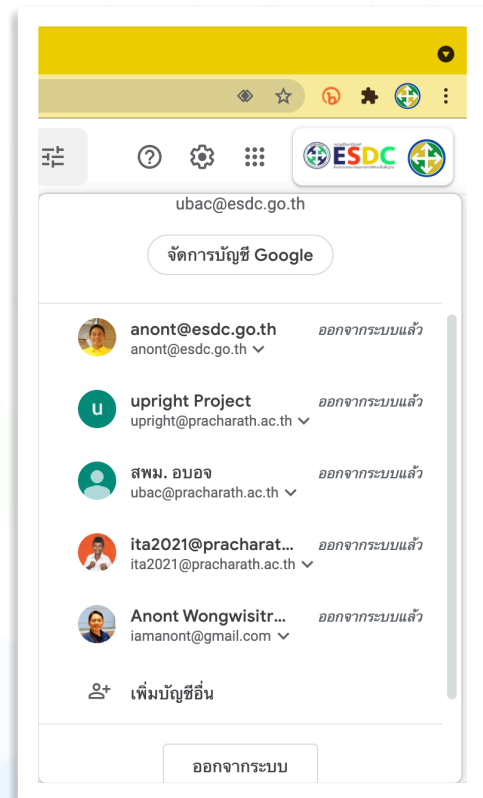 ESDC
ubac@esdc.go.th
จัดการบัญชี Google
anont@esdc.go.th
ออกจากระบบแล้ว
anont@esdc.go.th
u
upright Project
ออกจากระบบแล้ว
upright@pracharath.ac.th
สพม. อบอจ
ออกจากระบบแล้ว
ubac@pracharath.ac.th
ita2021@pracharat...
ออกจากระบบแล้ว
ita2021@pracharath.ac.th
Anont Wongwisitr...
ออกจากระบบแล้ว
iamanont@gmail.com
เพิ่มบัญชีอื่น
ออกจากระบบ